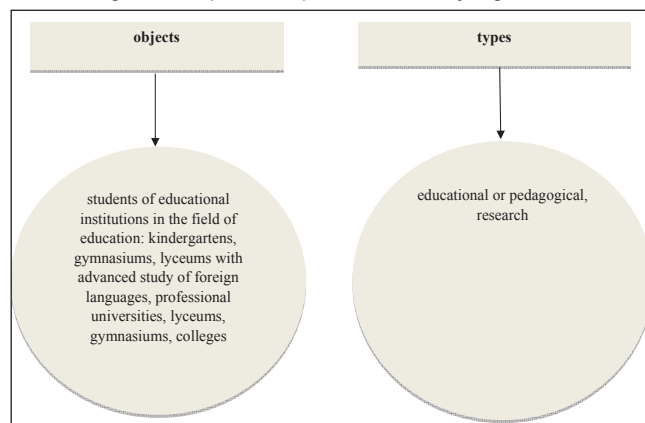 objects
types
students of educational
institutions in the field of
education: kindergartens,
gymnasiums, lyceums with
advanced study of foreign
languages, professional
universities, lyceums,
gymnasiums, colleges
educational or pedagogical,
research